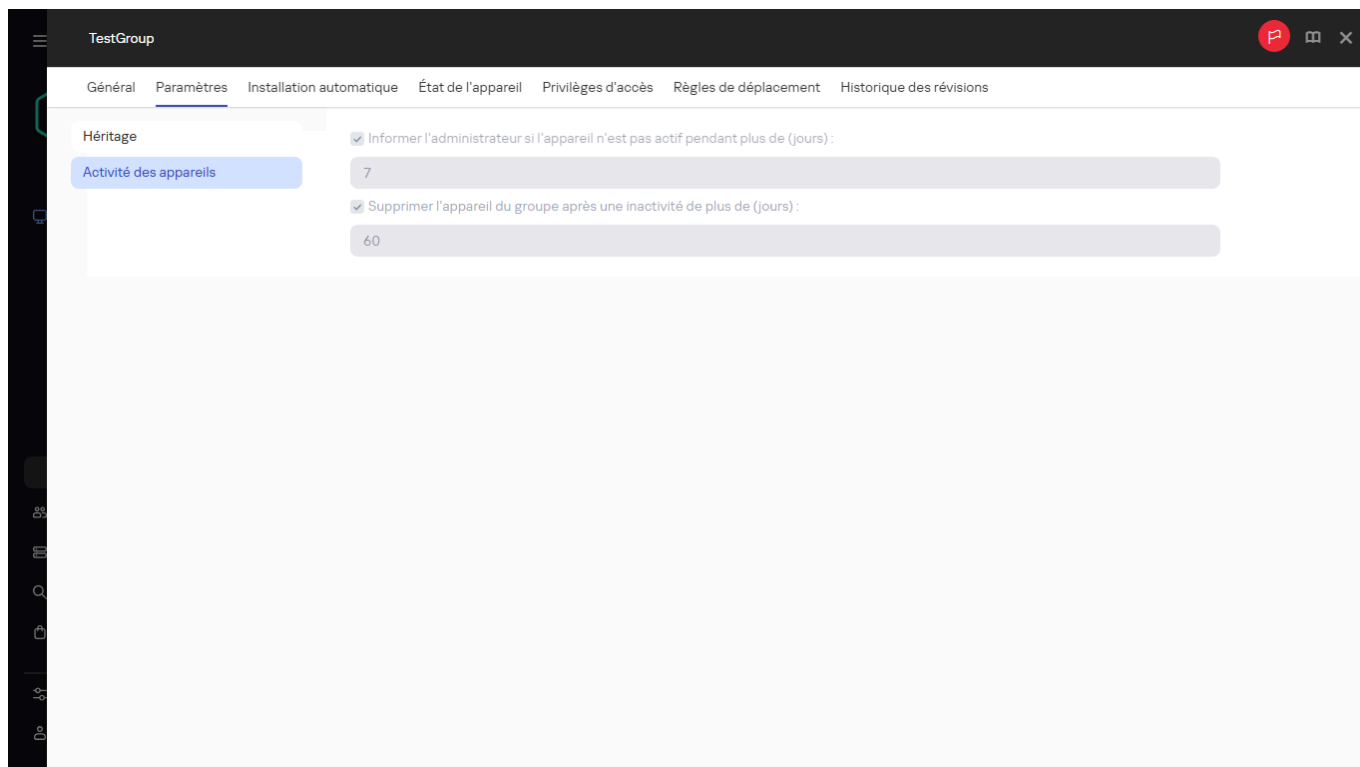 TestGroup
Général Paramètres Installation automatique État de l'appareil Privilèges d'accès Règles de déplacement Historique des révisions
Héritage
Activité des appareils
Informer l'administrateur si l'appareil n'est pas actif pendant plus de (jours) :
7
Supprimer l'appareil du groupe après une inactivité de plus de (jours) :
60